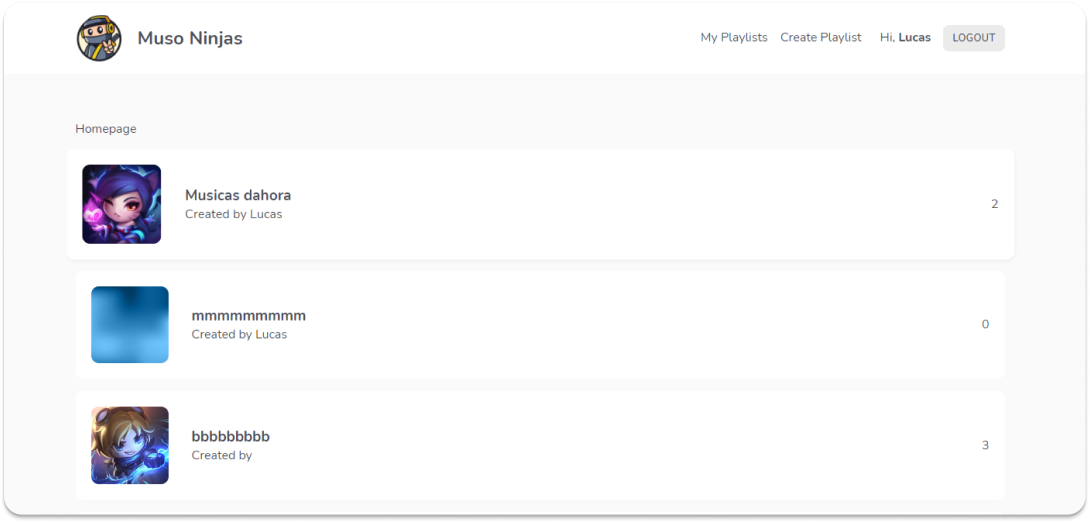 Muso Ninjas
My Playlists Create Playlist Hi, Lucas LOGOUT
Homepage
Musicas dahora
Created by Lucas
2
mmmmmmmmm
Created by Lucas
0
bbbbbbbbb
Created by
3